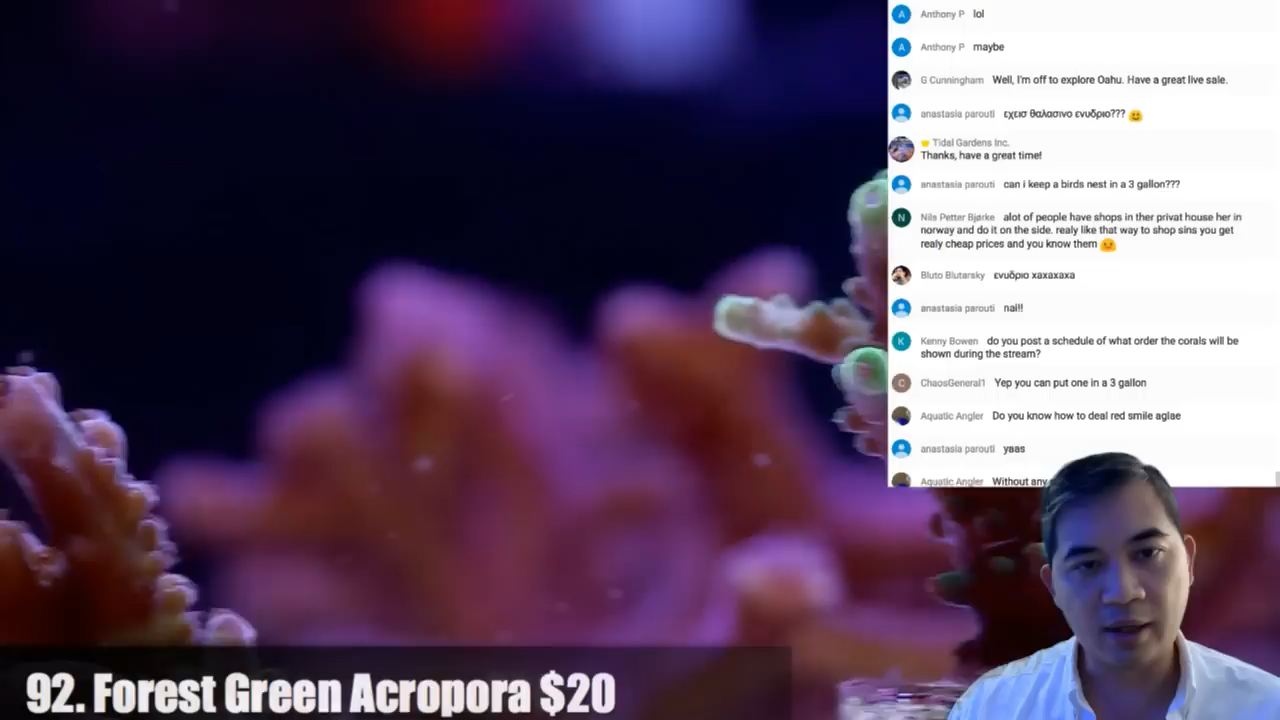 A Anthony P lol
A Anthony P maybe
G Cunningham Well, I'm off to explore Oahu. Have a great live sale.
anastasia parouti εχεισ θαλασινο ενυδριο???
Tidal Gardens Inc.
Thanks, have a great time!
anastasia parouti can i keep a birds nest in a 3 gallon???
N Nils Petter Bjørke alot of people have shops in ther privat house her in
norway and do it on the side. realy like that way to shop sins you get
realy cheap prices and you know them
Bluto Blutarsky ενυδριο xaxaxaxa
anastasia parouti nai!!
K Kenny Bowen do you post a schedule of what order the corals will be
shown during the stream?
C ChaosGeneral1 Yep you can put one in a 3 gallon
Aquatic Angler Do you know how to deal red smile aglae
anastasia parouti yaas
Aquatic Angler Without any
92. Forest Green Acropora $20